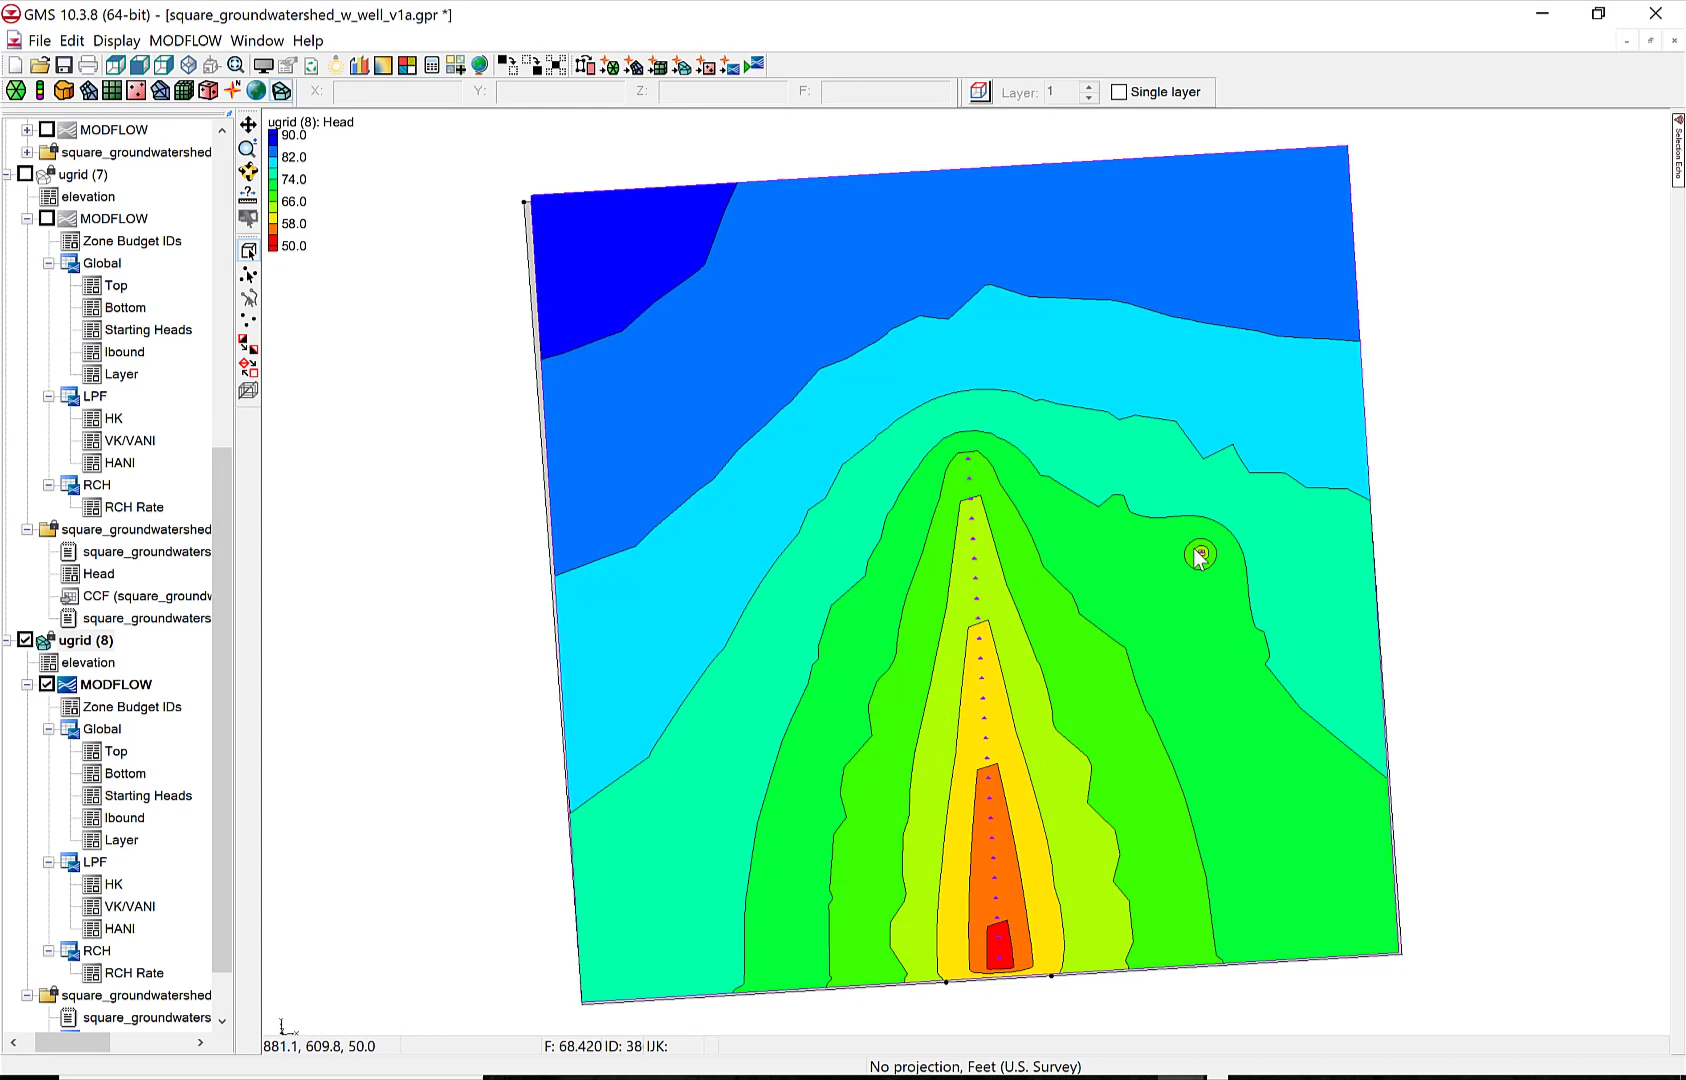 GMS 10.3.8 (64-bit) - [square_groundwatershed_w_well_v1a.gpr *]
File Edit Display MODFLOW Window Help
X: Y: Z: F: Layer: 1 Single layer
MODFLOW
square_groundwatershed
ugrid (7)
elevation
MODFLOW
Zone Budget IDs
Global
Top
Bottom
Starting Heads
Ibound
Layer
LPF
HK
VK/VANI
HANI
RCH
RCH Rate
square_groundwatershed
square_groundwaters
Head
CCF (square_groundw
square_groundwaters
ugrid (8)
elevation
MODFLOW
Zone Budget IDs
Global
Top
Bottom
Starting Heads
Ibound
Layer
LPF
HK
VK/VANI
HANI
RCH
RCH Rate
square_groundwatershed
square_groundwaters
ugrid (8): Head
90.0
82.0
74.0
66.0
58.0
50.0
Selection Echo
881.1, 609.8, 50.0
F: 68.420 ID: 38 IJK:
No projection, Feet (U.S. Survey)